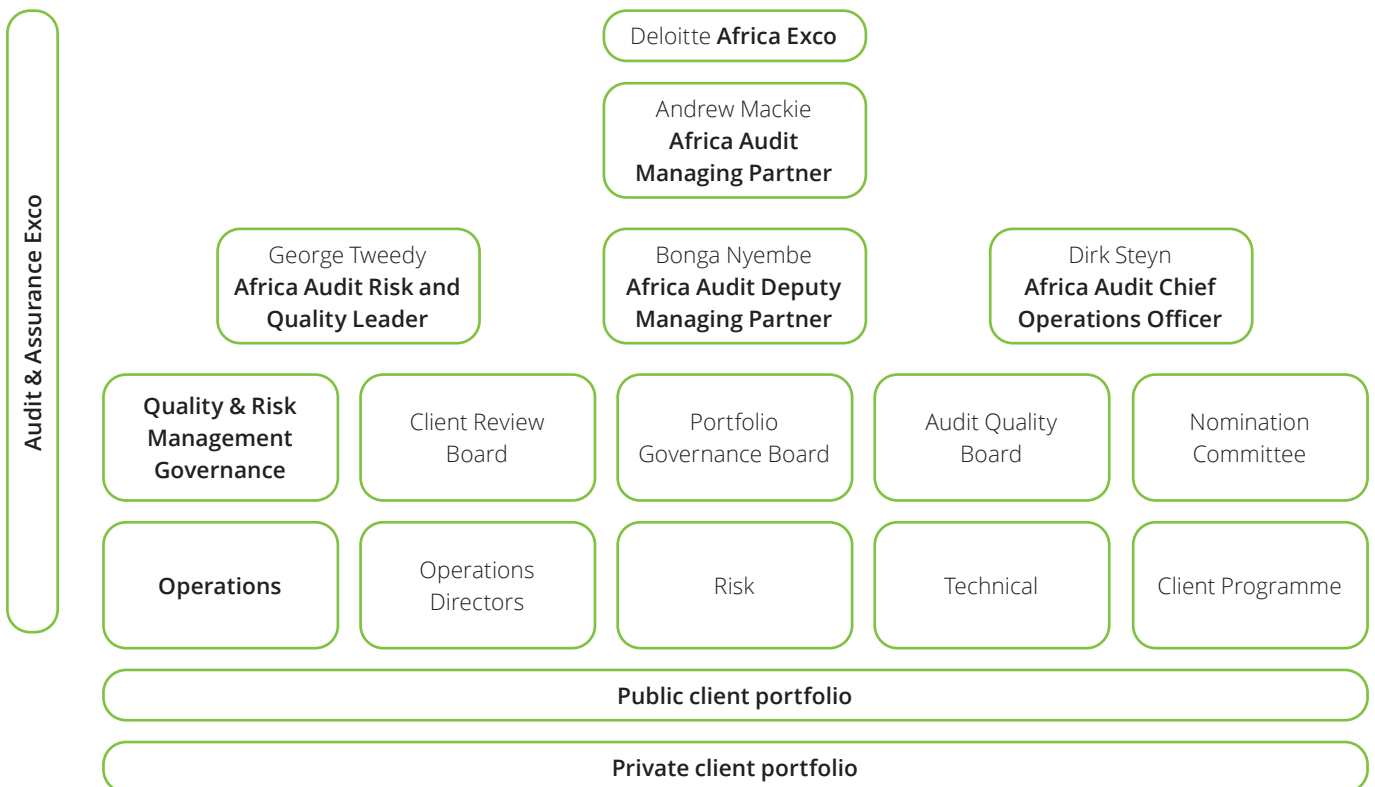 Audit & Assurance Exco
Deloitte Africa Exco
Andrew Mackie
Africa Audit
Managing Partner
George Tweedy
Africa Audit Risk and
Quality Leader
Bonga Nyembe
Africa Audit Deputy
Managing Partner
Dirk Steyn
Africa Audit Chief
Operations Officer
Quality & Risk
Management
Governance
Client Review
Board
Portfolio
Governance Board
Audit Quality
Board
Nomination
Committee
Operations
Operations
Directors
Risk
Technical
Client Programme
Public client portfolio
Private client portfolio